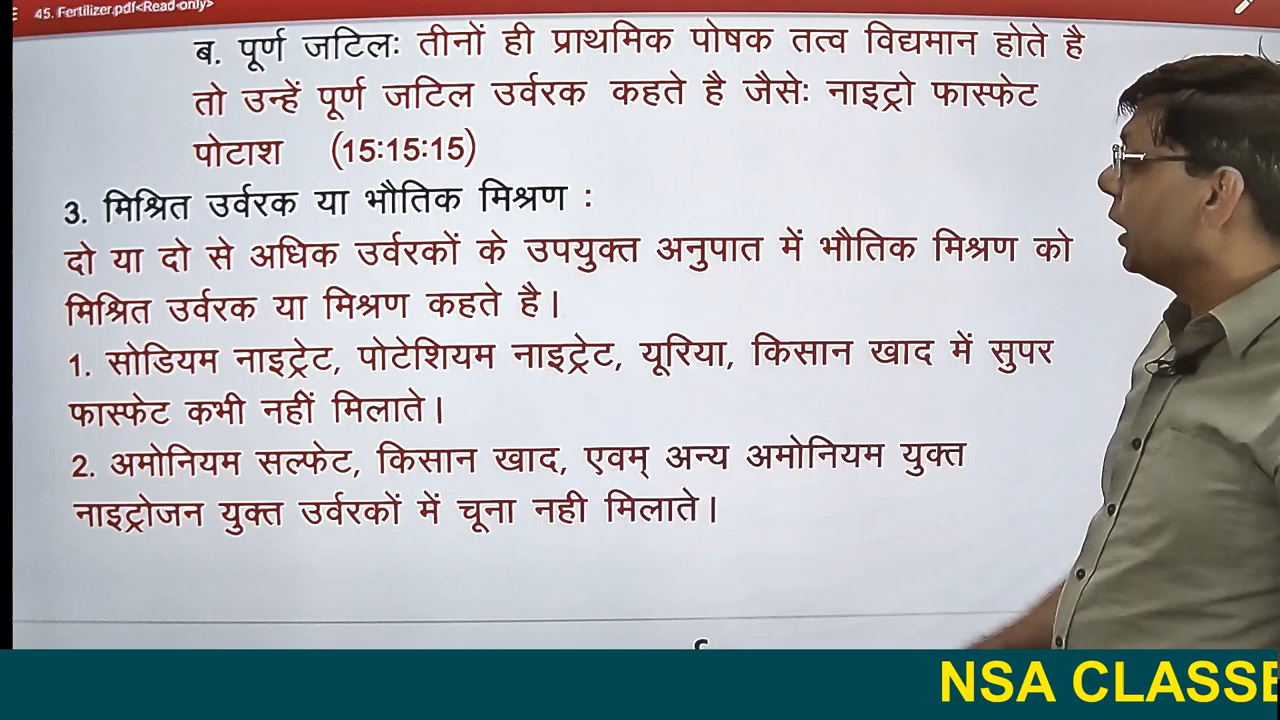 45. Fertilizer.pdf<Read-only>
ब. पूर्ण जटिलः तीनों ही प्राथमिक पोषक तत्व विद्यमान होते है
तो उन्हें पूर्ण जटिल उर्वरक कहते है जैसेः नाइट्रो फास्फेट
पोटाश (15:15:15)
3. मिश्रित उर्वरक या भौतिक मिश्रण :
दो या दो से अधिक उर्वरकों के उपयुक्त अनुपात में भौतिक मिश्रण को
मिश्रित उर्वरक या मिश्रण कहते है।
1. सोडियम नाइट्रेट, पोटेशियम नाइट्रेट, यूरिया, किसान खाद में सुपर
फास्फेट कभी नहीं मिलाते।
2. अमोनियम सल्फेट, किसान खाद, एवम् अन्य अमोनियम युक्त
नाइट्रोजन युक्त उर्वरकों में चूना नही मिलाते।
NSA CLASSE